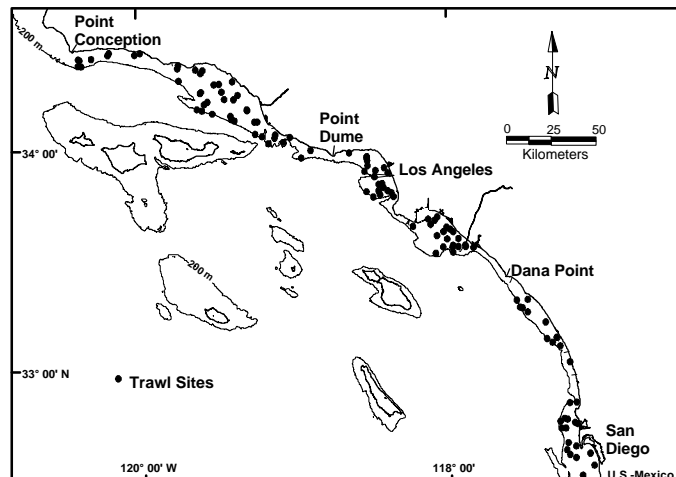 Point
Conception
200 m
N
Point
Dume
0 25 50
Kilometers
34° 00'
Los Angeles
200 m
Dana Point
33° 00' N
Trawl Sites
San
Diego
U.S.-Mexico
120° 00' W
118° 00'